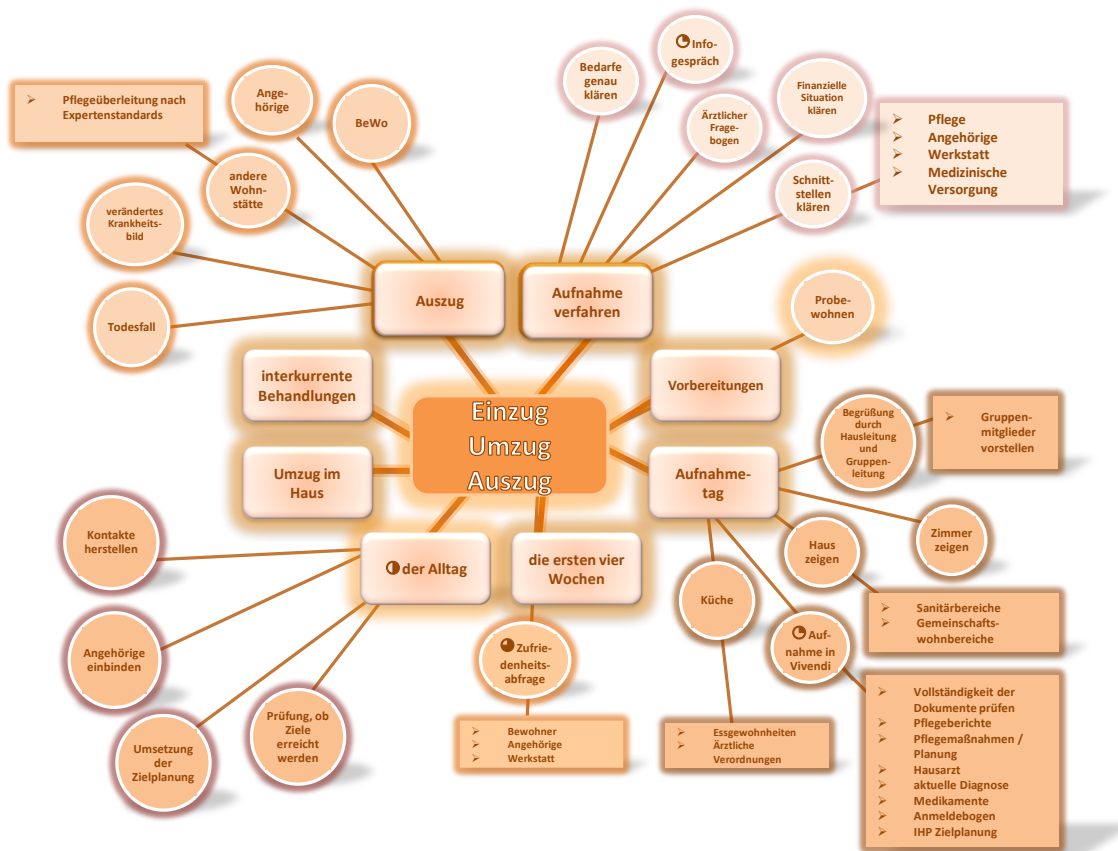 Einzug
Umzug
Auszug
Auszug
Pflegeüberleitung nach
Expertenstandards
Ange-
hörige
BeWo
andere
Wohn-
stätte
verändertes
Krankheits-
bild
Todesfall
Aufnahme
verfahren
Bedarfe
genau
klären
Info-
gespräch
Ärztlicher
Frage-
bogen
Finanzielle
Situation
klären
Schnitt-
stellen
klären
Pflege
Angehörige
Werkstatt
Medizinische
Versorgung
Vorbereitungen
Probe-
wohnen
Aufnahme-
tag
Begrüßung
durch
Hausleitung
und
Gruppen-
leitung
Gruppen-
mitglieder
vorstellen
Zimmer
zeigen
Haus
zeigen
Sanitärbereiche
Gemeinschafts-
wohnbereiche
Auf-
nahme in
Vivendi
Vollständigkeit der
Dokumente prüfen
Pflegeberichte
Pflegemaßnahmen /
Planung
Hausarzt
aktuelle Diagnose
Medikamente
Anmeldebogen
IHP Zielplanung
Küche
Essgewohnheiten
Ärztliche
Verordnungen
die ersten vier
Wochen
Zufrie-
denheits-
abfrage
Bewohner
Angehörige
Werkstatt
der Alltag
Kontakte
herstellen
Angehörige
einbinden
Umsetzung
der
Zielplanung
Prüfung, ob
Ziele
erreicht
werden
Umzug im
Haus
interkurrente
Behandlungen